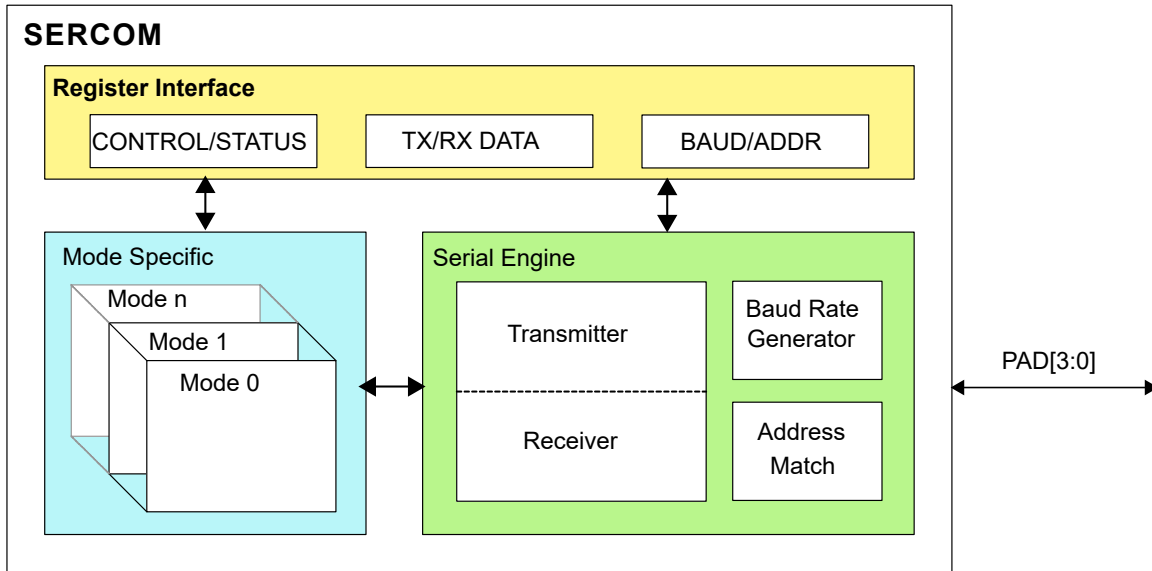 SERCOM
Register Interface
CONTROL/STATUS
TX/RX DATA
BAUD/ADDR
Mode Specific
Mode n
Mode 1
Mode 0
Serial Engine
Transmitter
Receiver
Baud Rate
Generator
Address
Match
PAD[3:0]